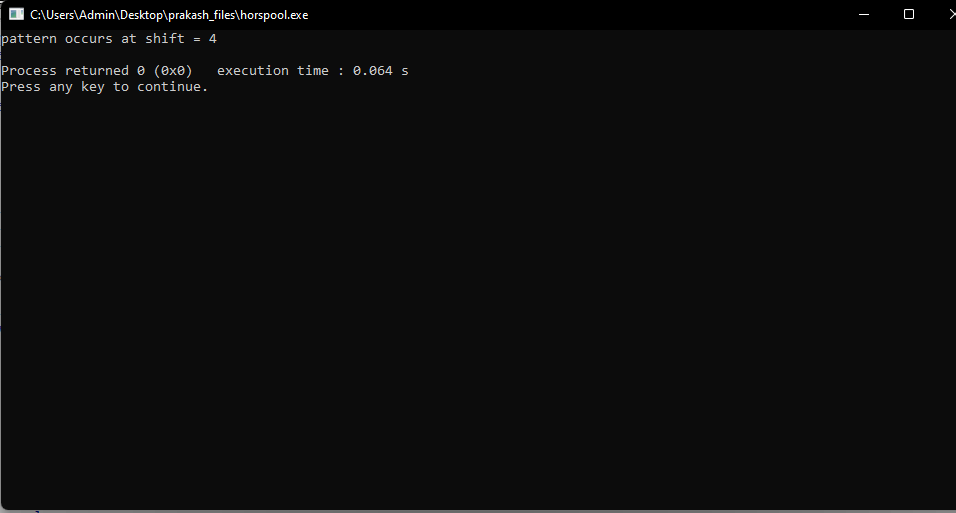 C:\Users\Admin\Desktop\prakash_files\horspool.exe
pattern occurs at shift = 4
Process returned 0 (0x0)   execution time : 0.064 s
Press any key to continue.